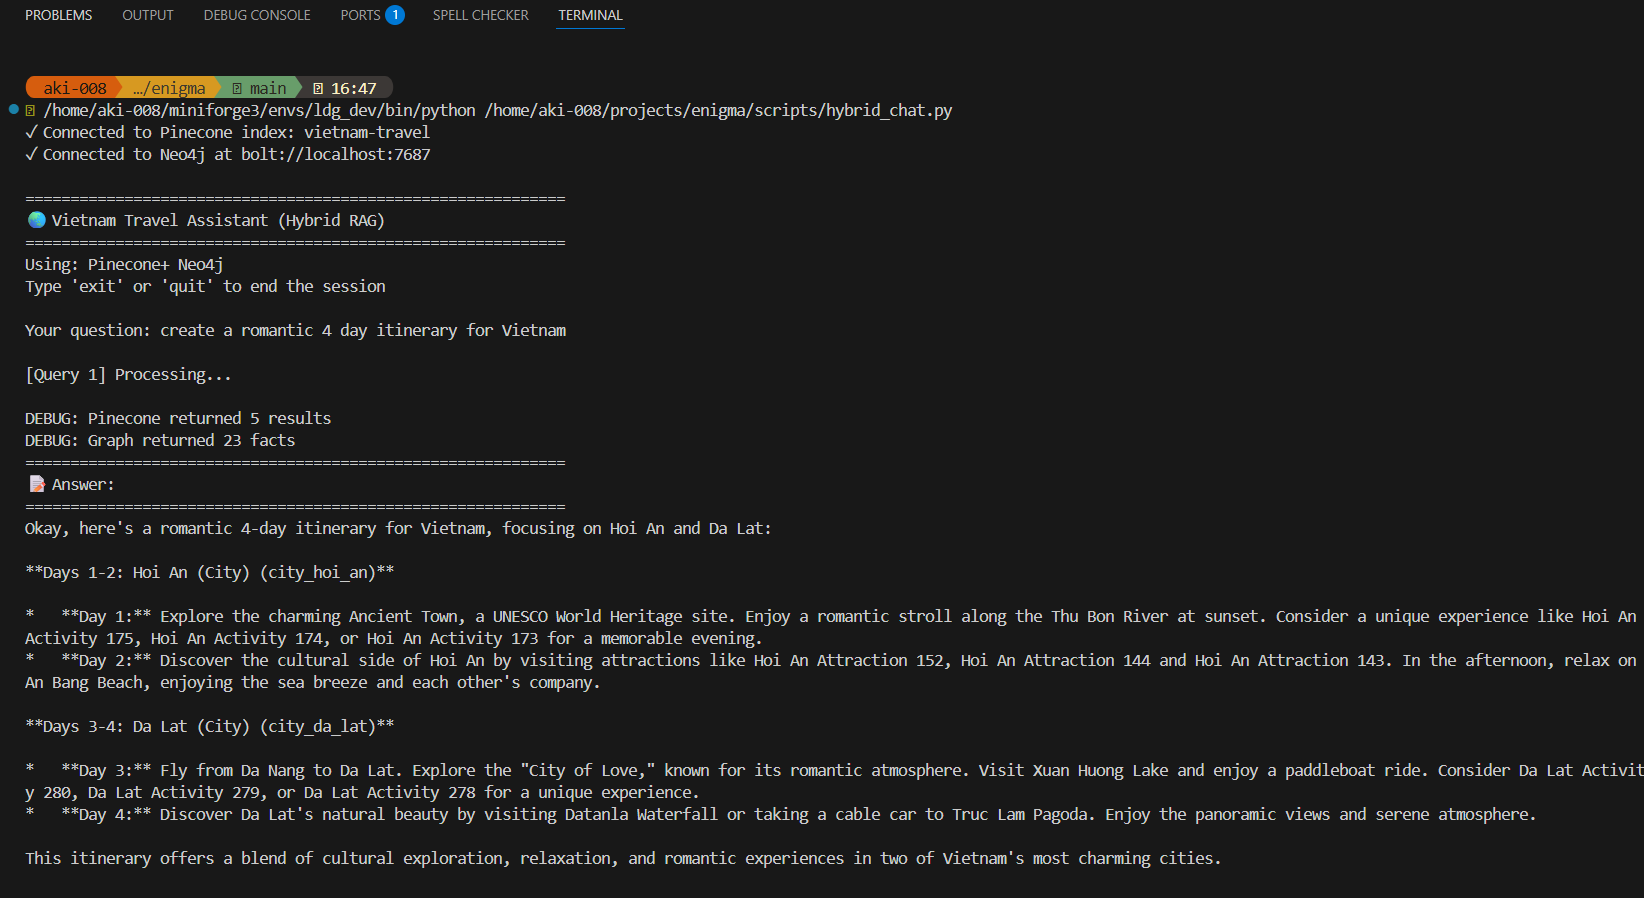 PROBLEMS OUTPUT DEBUG CONSOLE PORTS 1 SPELL CHECKER TERMINAL
aki-008 …/enigma main 16:47
/home/aki-008/miniforge3/envs/ldg_dev/bin/python /home/aki-008/projects/enigma/scripts/hybrid_chat.py
✓ Connected to Pinecone index: vietnam-travel
✓ Connected to Neo4j at bolt://localhost:7687
============================================================
🌏 Vietnam Travel Assistant (Hybrid RAG)
============================================================
Using: Pinecone+ Neo4j
Type 'exit' or 'quit' to end the session
Your question: create a romantic 4 day itinerary for Vietnam
[Query 1] Processing...
DEBUG: Pinecone returned 5 results
DEBUG: Graph returned 23 facts
============================================================
📝 Answer:
============================================================
Okay, here's a romantic 4-day itinerary for Vietnam, focusing on Hoi An and Da Lat:
**Days 1-2: Hoi An (City) (city_hoi_an)**
*   **Day 1:** Explore the charming Ancient Town, a UNESCO World Heritage site. Enjoy a romantic stroll along the Thu Bon River at sunset. Consider a unique experience like Hoi An
Activity 175, Hoi An Activity 174, or Hoi An Activity 173 for a memorable evening.
*   **Day 2:** Discover the cultural side of Hoi An by visiting attractions like Hoi An Attraction 152, Hoi An Attraction 144 and Hoi An Attraction 143. In the afternoon, relax on
An Bang Beach, enjoying the sea breeze and each other's company.
**Days 3-4: Da Lat (City) (city_da_lat)**
*   **Day 3:** Fly from Da Nang to Da Lat. Explore the "City of Love," known for its romantic atmosphere. Visit Xuan Huong Lake and enjoy a paddleboat ride. Consider Da Lat Activit
y 280, Da Lat Activity 279, or Da Lat Activity 278 for a unique experience.
*   **Day 4:** Discover Da Lat's natural beauty by visiting Datanla Waterfall or taking a cable car to Truc Lam Pagoda. Enjoy the panoramic views and serene atmosphere.
This itinerary offers a blend of cultural exploration, relaxation, and romantic experiences in two of Vietnam's most charming cities.